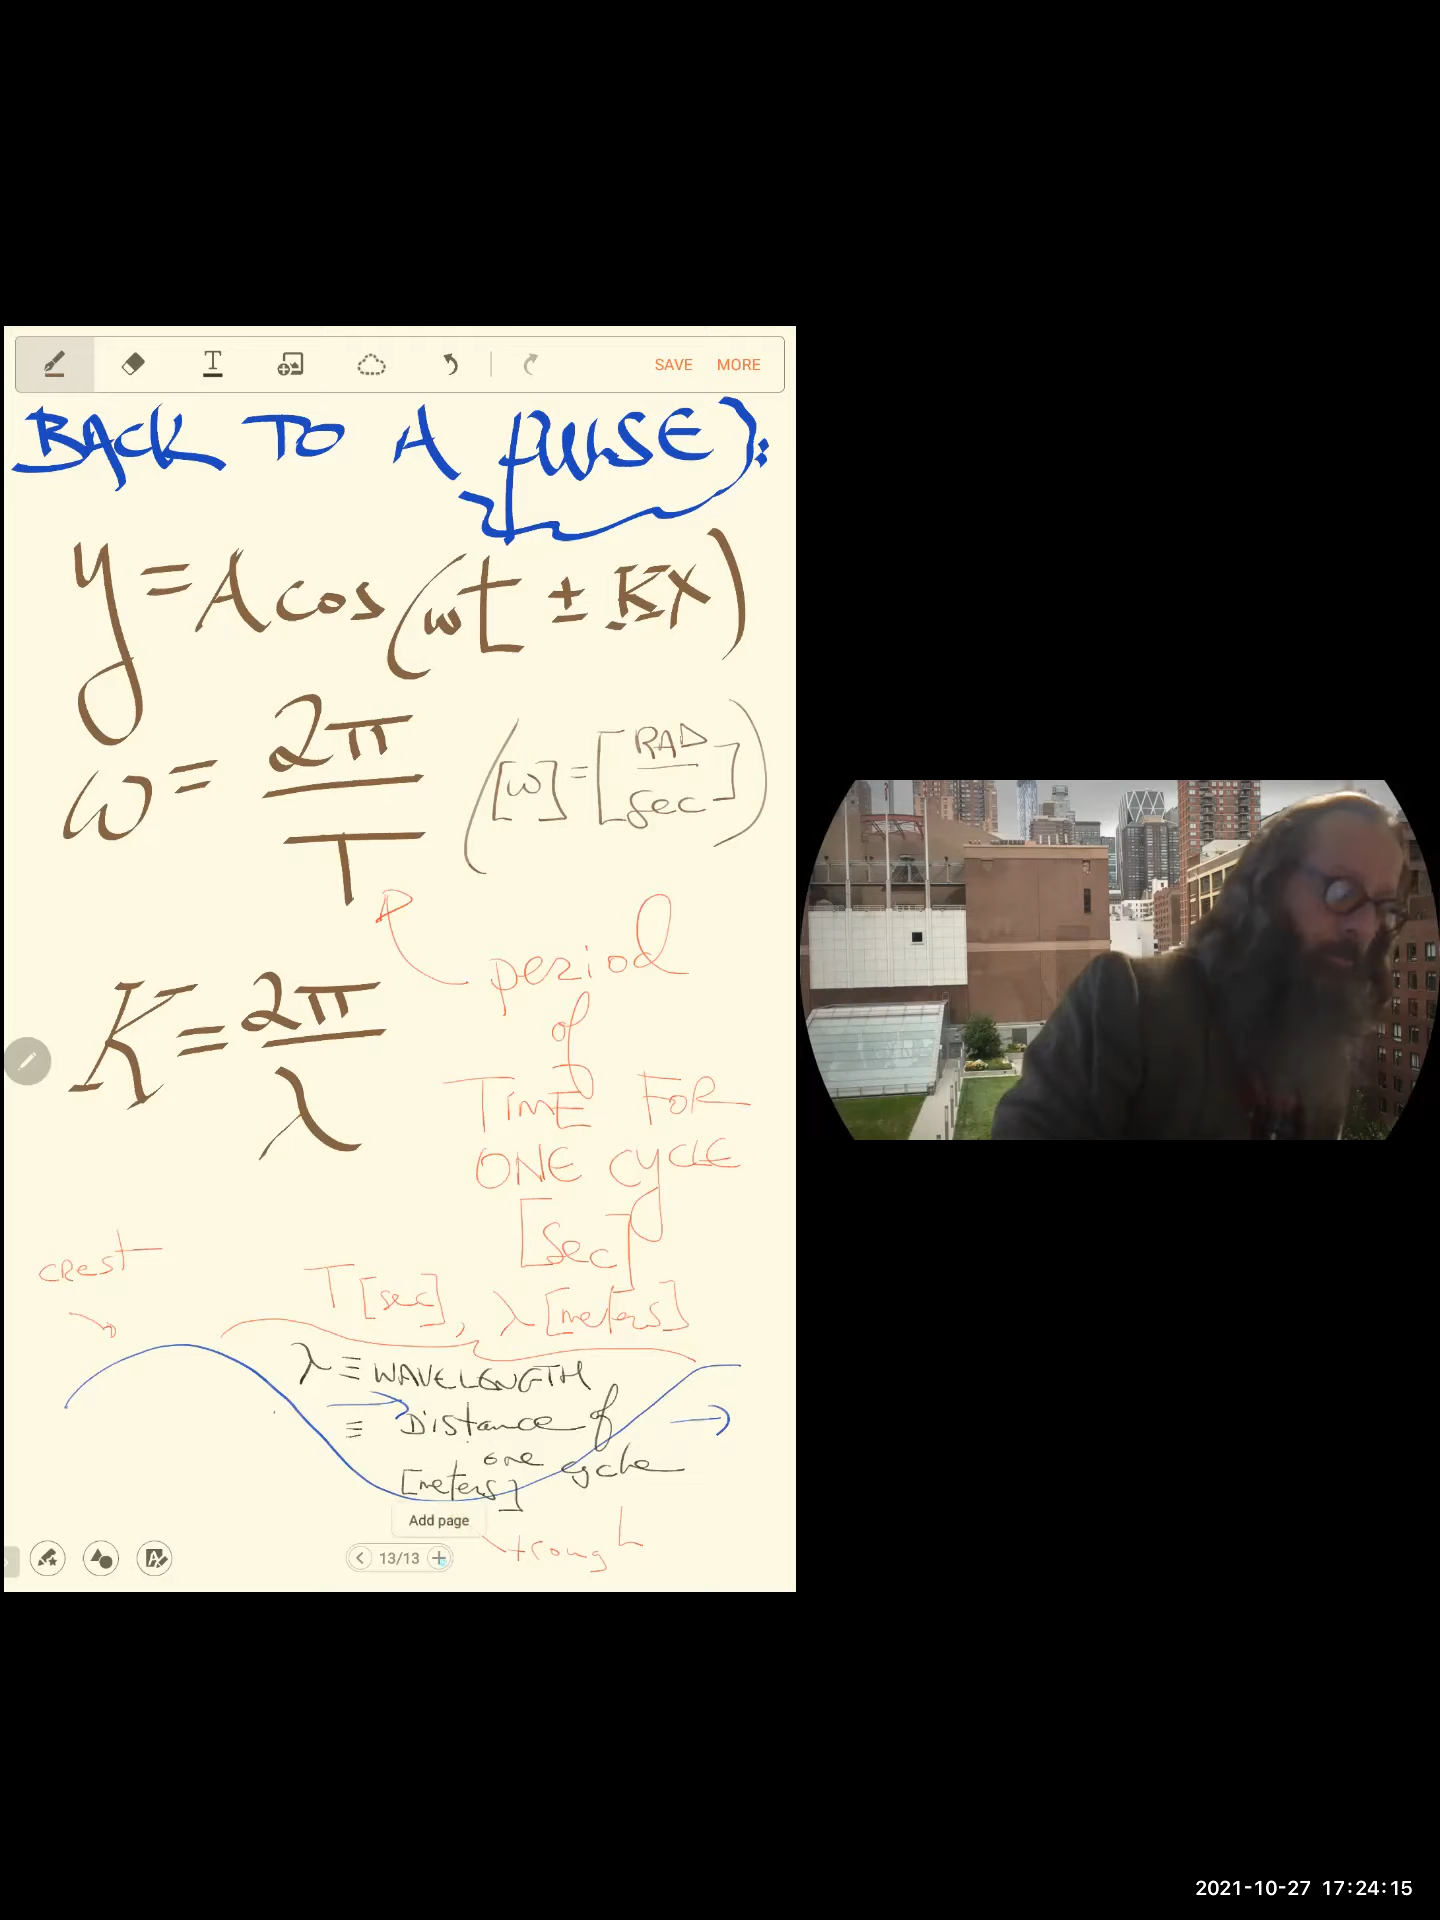 SAVE MORE
BACK TO A {PULSE}:
y = A cos (ωt ± Kx)
ω = 2π / T ([ω] = [RAD / sec])
period
of
K = 2π / λ
TIME FOR
ONE CYCLE
[sec]
crest
T [sec], λ [meters]
λ ≡ WAVELENGTH
≡ Distance of
one cycle
[meters]
Add page
trough
13/13
2021-10-27 17:24:15